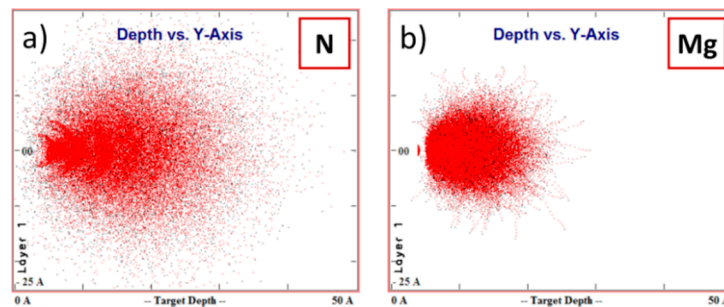 a) Depth vs. Y-Axis N
00
Layer 1
- 25 A
0 A -- Target Depth -- 50 A
b) Depth vs. Y-Axis Mg
00
Layer 1
- 25 A
0 A -- Target Depth -- 50 A